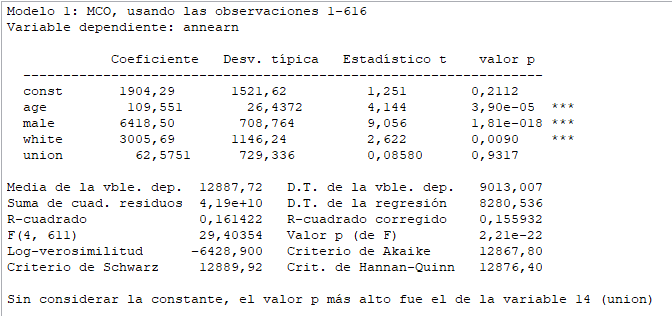 Modelo 1: MCO, usando las observaciones 1-616
Variable dependiente: annearn
Coeficiente Desv. típica Estadístico t valor p
-------------------------------------------------------------
const 1904,29 1521,62 1,251 0,2112
age 109,551 26,4372 4,144 3,90e-05 ***
male 6418,50 708,764 9,056 1,81e-018 ***
white 3005,69 1146,24 2,622 0,0090 ***
union 62,5751 729,336 0,08580 0,9317
Media de la vble. dep. 12887,72 D.T. de la vble. dep. 9013,007
Suma de cuad. residuos 4,19e+10 D.T. de la regresión 8280,536
R-cuadrado 0,161422 R-cuadrado corregido 0,155932
F(4, 611) 29,40354 Valor p (de F) 2,21e-22
Log-verosimilitud -6428,900 Criterio de Akaike 12867,80
Criterio de Schwarz 12889,92 Crit. de Hannan-Quinn 12876,40
Sin considerar la constante, el valor p más alto fue el de la variable 14 (union)